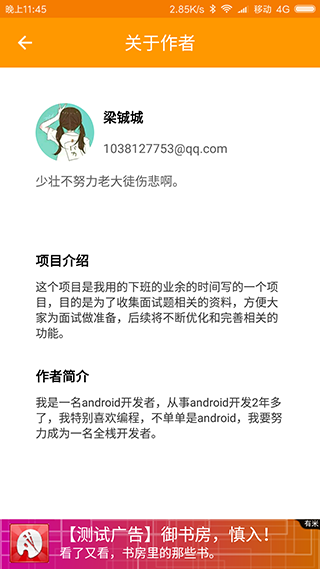 晚上11:45
2.85K/s 移动 4G
关于作者
梁铖城
1038127753@qq.com
少壮不努力老大徒伤悲啊。
项目介绍
这个项目是我用的下班的业余的时间写的一个项
目，目的是为了收集面试题相关的资料，方便大
家为面试做准备，后续将不断优化和完善相关的
功能。
作者简介
我是一名android开发者，从事android开发2年多
了，我特别喜欢编程，不单单是android，我要努
力成为一名全栈开发者。
有米
【测试广告】御书房，慎入！
看了又看，书房里的那些书。